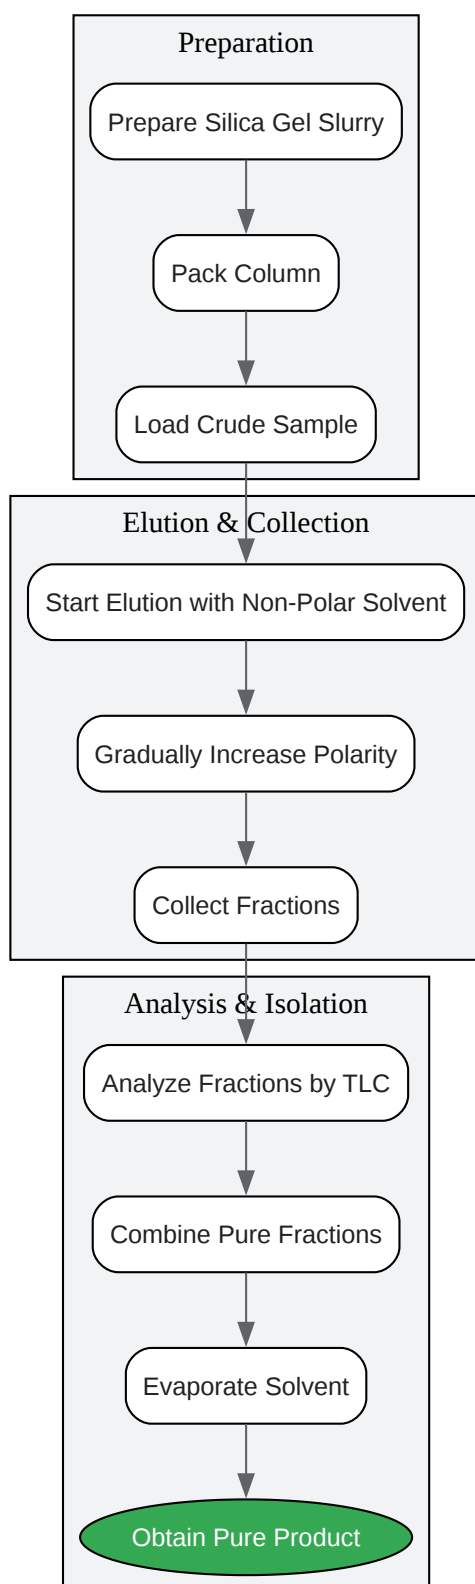 Preparation
Prepare Silica Gel Slurry
Pack Column
Load Crude Sample
Elution & Collection
Start Elution with Non-Polar Solvent
Gradually Increase Polarity
Collect Fractions
Analysis & Isolation
Analyze Fractions by TLC
Combine Pure Fractions
Evaporate Solvent
Obtain Pure Product